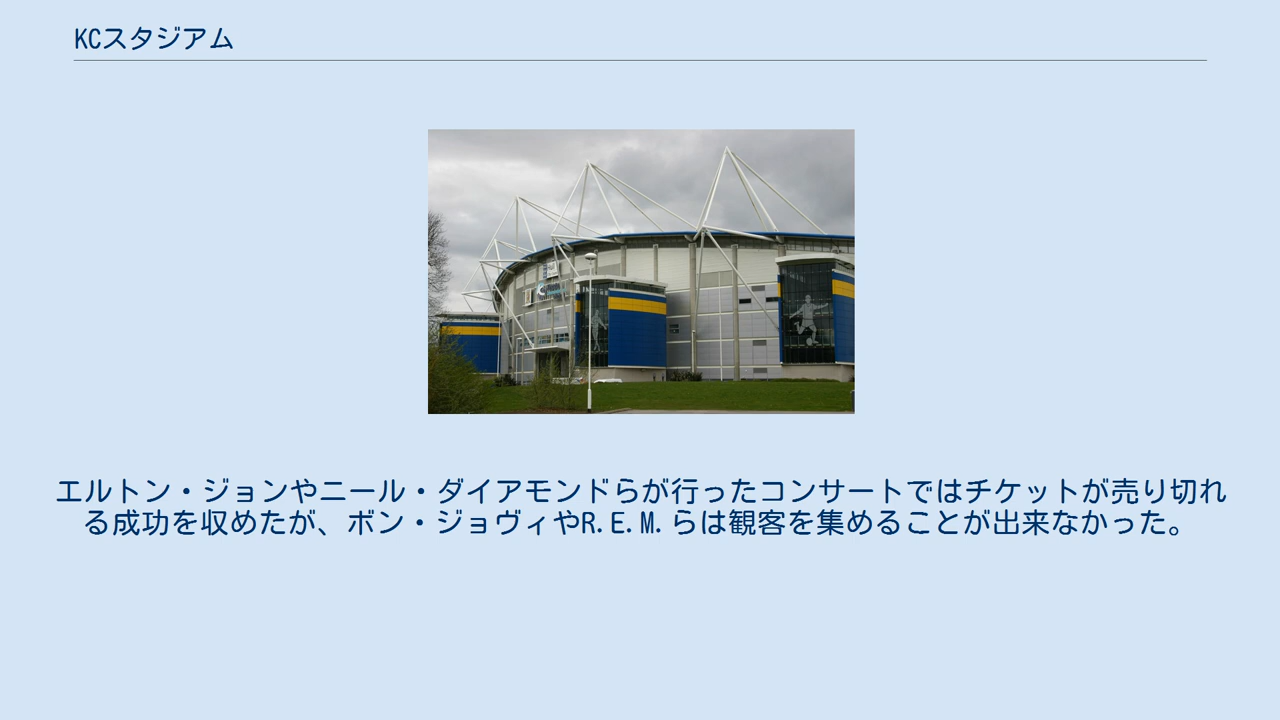 KCスタジアム
エルトン・ジョンやニール・ダイアモンドらが行ったコンサートではチケットが売り切れ
る成功を収めたが、ボン・ジョヴィやR.E.M.らは観客を集めることが出来なかった。